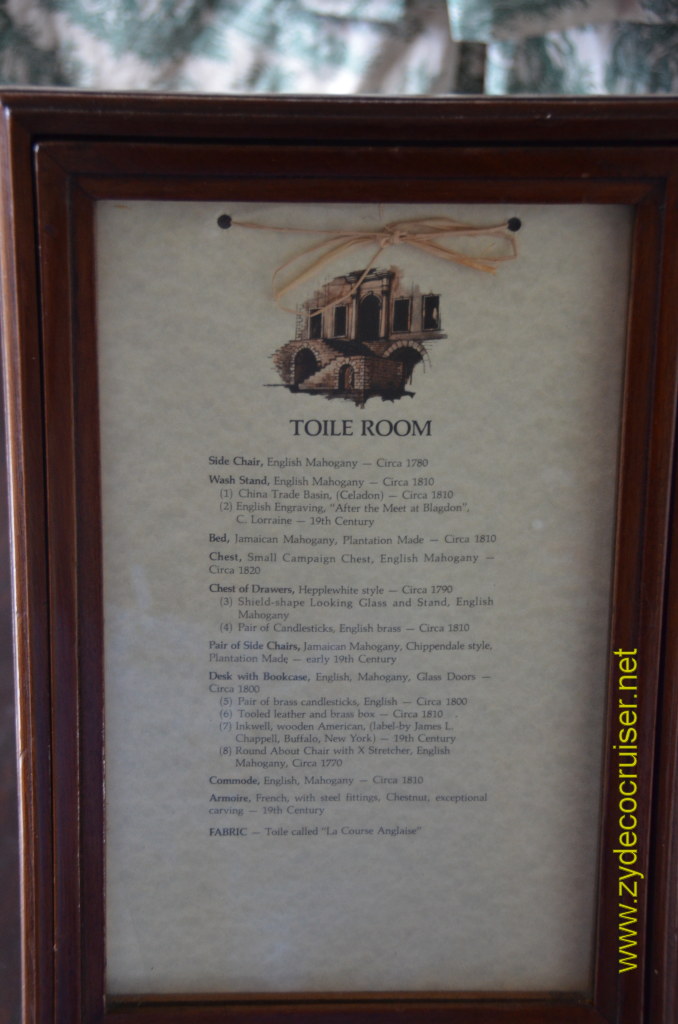 TOILE ROOM
Side Chair, English Mahogany — Circa 1780
Wash Stand, English Mahogany — Circa 1810
(1) China Trade Basin, (Celadon) — Circa 1810
(2) English Engraving, "After the Meet at Blagdon",
C. Lorraine — 19th Century
Bed, Jamaican Mahogany, Plantation Made — Circa 1810
Chest, Small Campaign Chest, English Mahogany —
Circa 1820
Chest of Drawers, Hepplewhite style — Circa 1790
(3) Shield-shape Looking Glass and Stand, English
Mahogany
(4) Pair of Candlesticks, English brass — Circa 1810
Pair of Side Chairs, Jamaican Mahogany, Chippendale style,
Plantation Made — early 19th Century
Desk with Bookcase, English, Mahogany, Glass Doors —
Circa 1800
(5) Pair of brass candlesticks, English — Circa 1800
(6) Tooled leather and brass box — Circa 1810
(7) Inkwell, wooden American, (label-by James L.
Chappell, Buffalo, New York) — 19th Century
(8) Round About Chair with X Stretcher, English
Mahogany, Circa 1770
Commode, English, Mahogany — Circa 1810
Armoire, French, with steel fittings, Chestnut, exceptional
carving — 19th Century
FABRIC — Toile called "La Course Anglaise"
www.zydecocruiser.net